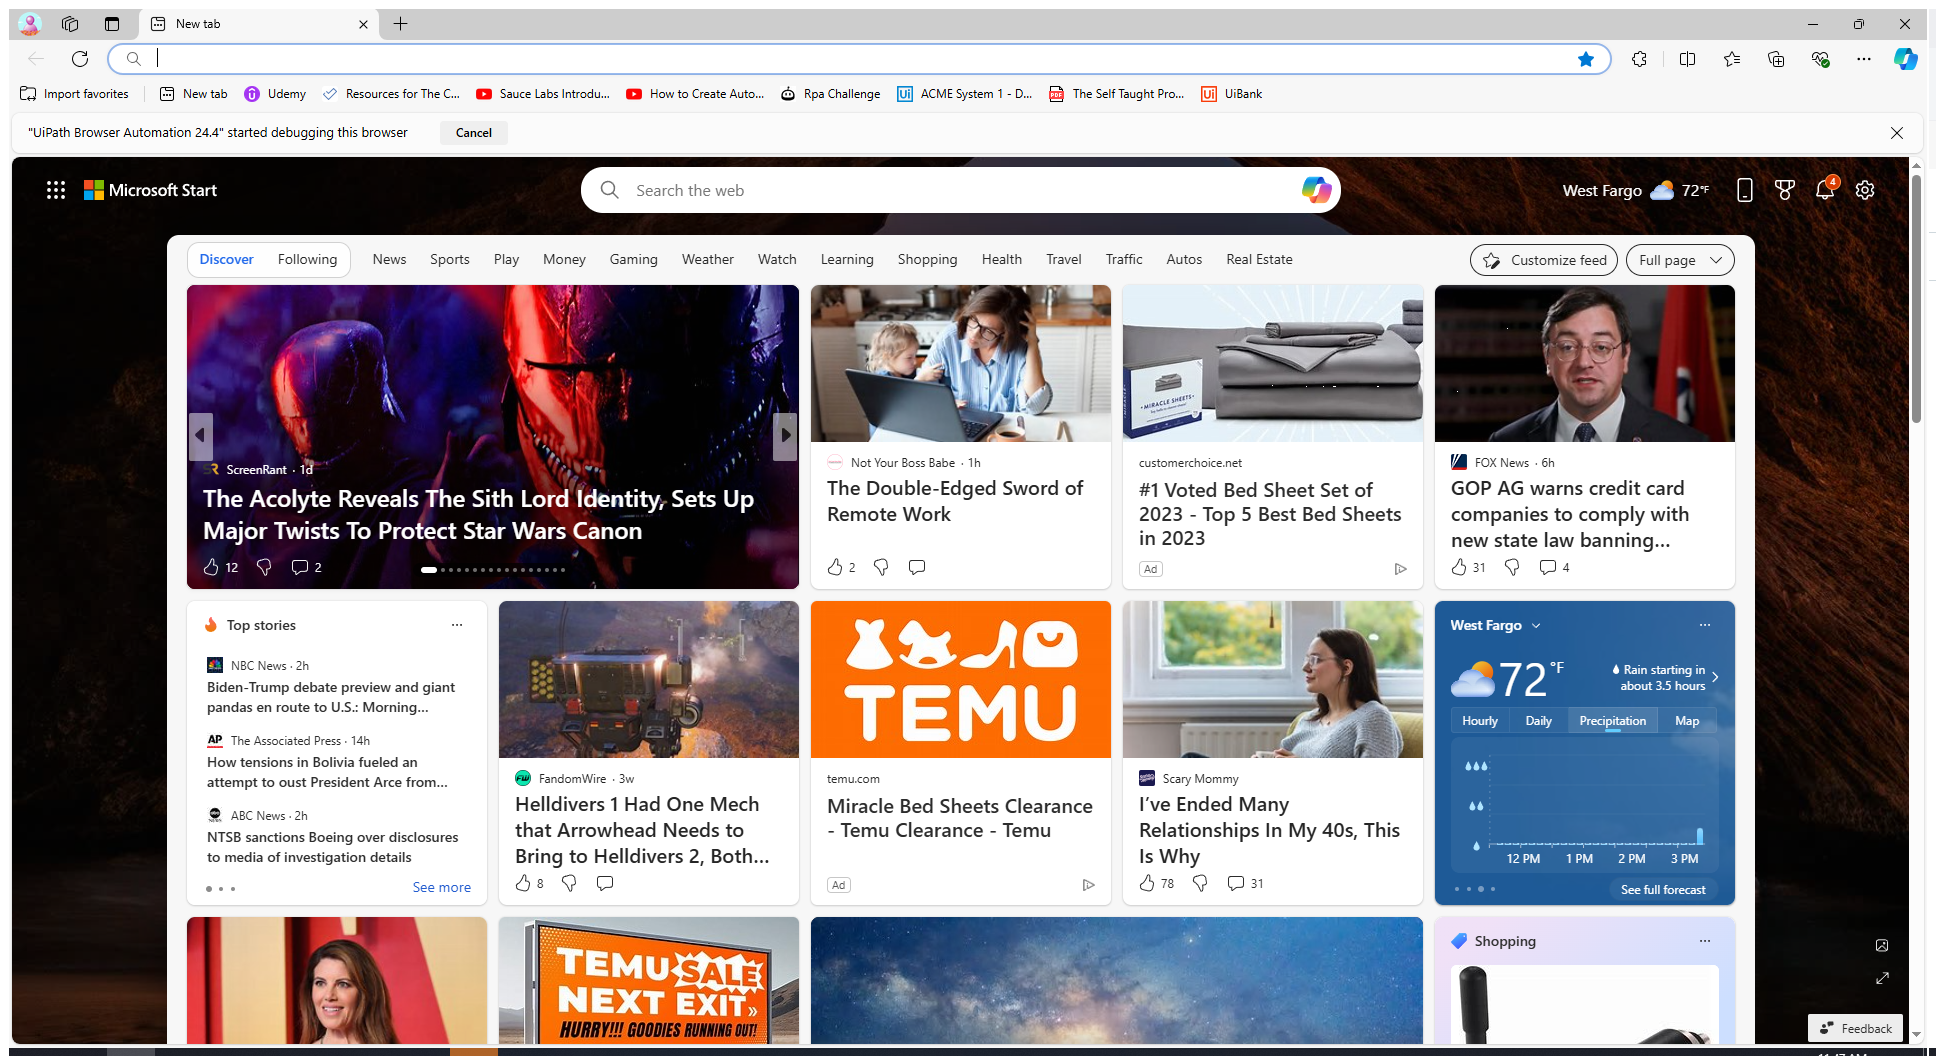 New tab
Import favorites
New tab
Udemy
Resources for The C...
Sauce Labs Introdu...
How to Create Auto...
Rpa Challenge
ACME System 1 - D...
The Self Taught Pro...
UiBank
"UiPath Browser Automation 24.4" started debugging this browser
Cancel
Microsoft Start
Search the web
West Fargo
72°F
4
Discover
Following
News
Sports
Play
Money
Gaming
Weather
Watch
Learning
Shopping
Health
Travel
Traffic
Autos
Real Estate
Customize feed
Full page
ScreenRant · 1d
The Acolyte Reveals The Sith Lord Identity, Sets Up
Major Twists To Protect Star Wars Canon
12
2
Not Your Boss Babe · 1h
The Double-Edged Sword of
Remote Work
2
MIRACLE SHEETS
customerchoice.net
#1 Voted Bed Sheet Set of
2023 - Top 5 Best Bed Sheets
in 2023
Ad
FOX News · 6h
GOP AG warns credit card
companies to comply with
new state law banning...
31
4
Top stories
NBC News · 2h
Biden-Trump debate preview and giant
pandas en route to U.S.: Morning...
AP
The Associated Press · 14h
How tensions in Bolivia fueled an
attempt to oust President Arce from...
ABC News · 2h
NTSB sanctions Boeing over disclosures
to media of investigation details
See more
FandomWire · 3w
Helldivers 1 Had One Mech
that Arrowhead Needs to
Bring to Helldivers 2, Both...
8
TEMU
temu.com
Miracle Bed Sheets Clearance
- Temu Clearance - Temu
Ad
Scary Mommy
I've Ended Many
Relationships In My 40s, This
Is Why
78
31
West Fargo
72°F
Rain starting in
about 3.5 hours
Hourly
Daily
Precipitation
Map
12 PM
1 PM
2 PM
3 PM
See full forecast
TEMU SALE
NEXT EXIT»
HURRY!!! GOODIES RUNNING OUT!
Shopping
Feedback